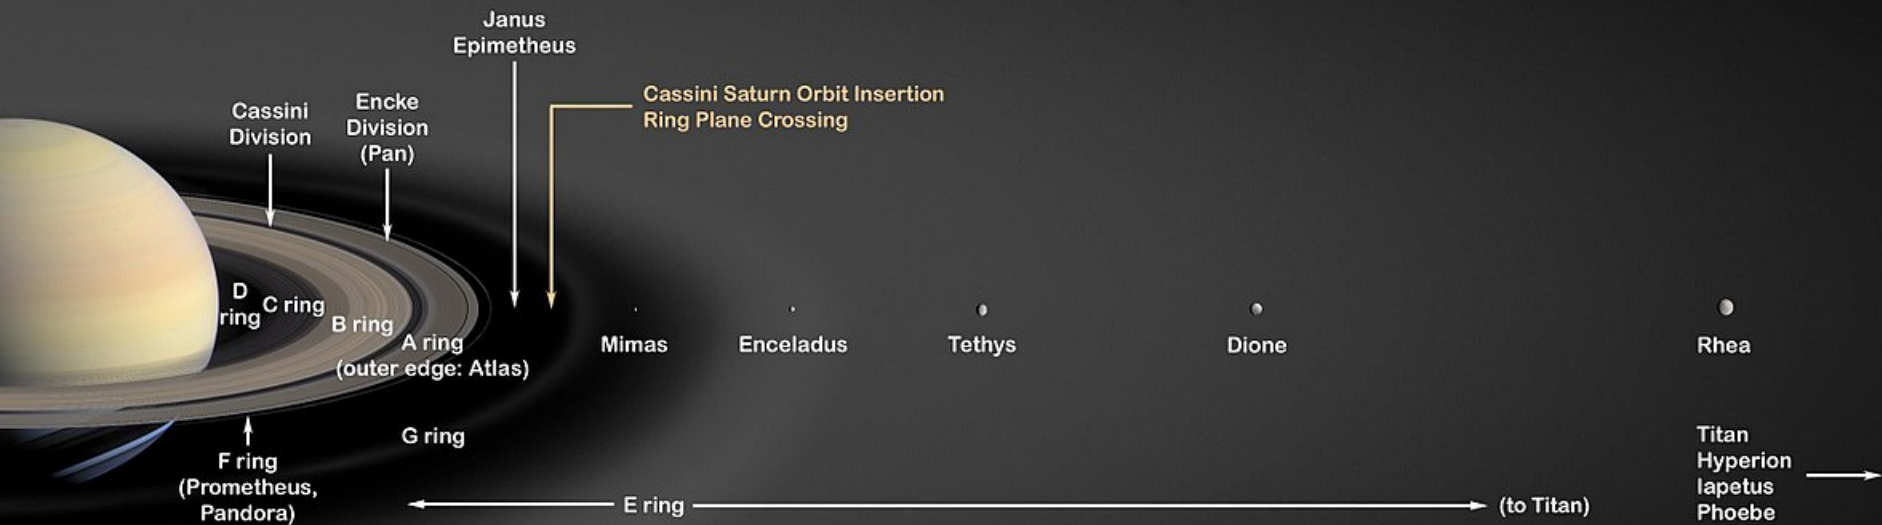 Janus
Epimetheus
Cassini Saturn Orbit Insertion
Ring Plane Crossing
Cassini
Division
Encke
Division
(Pan)
D
ring
C ring
B ring
A ring
(outer edge: Atlas)
Mimas
Enceladus
Tethys
Dione
Rhea
G ring
F ring
(Prometheus,
Pandora)
E ring
(to Titan)
Titan
Hyperion
Iapetus
Phoebe